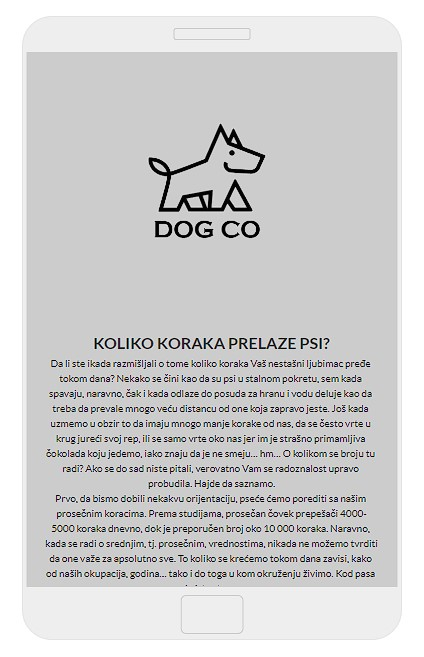 DOG CO
KOLIKO KORAKA PRELAZE PSI?
Da li ste ikada razmišljali o tome koliko koraka Vaš nestašni ljubimac pređe
tokom dana? Nekako se čini kao da su psi u stalnom pokretu, sem kada
spavaju, naravno, čak i kada odlaze do posuda za hranu i vodu deluje kao da
treba da prevale mnogo veću distancu od one koja zapravo jeste. Još kada
uzmemo u obzir to da imaju mnogo manje korake od nas, da se često vrte u
krug jureći svoj rep, ili se samo vrte oko nas jer im je strašno primamljiva
čokolada koju jedemo, iako znaju da je ne smeju... hm... O kolikom se broju tu
radi? Ako se do sad niste pitali, verovatno Vam se radoznalost upravo
probudila. Hajde da saznamo.
Prvo, da bismo dobili nekakvu orijentaciju, pseće ćemo porediti sa našim
prosečnim koracima. Prema studijama, prosečan čovek prepešači 4000-
5000 koraka dnevno, dok je preporučen broj oko 10 000 koraka. Naravno,
kada se radi o srednjim, tj. prosečnim, vrednostima, nikada ne možemo tvrditi
da one važe za apsolutno sve. To koliko se krećemo tokom dana zavisi, kako
od naših okupacija, godina... tako i do toga u kom okruženju živimo. Kod pasa